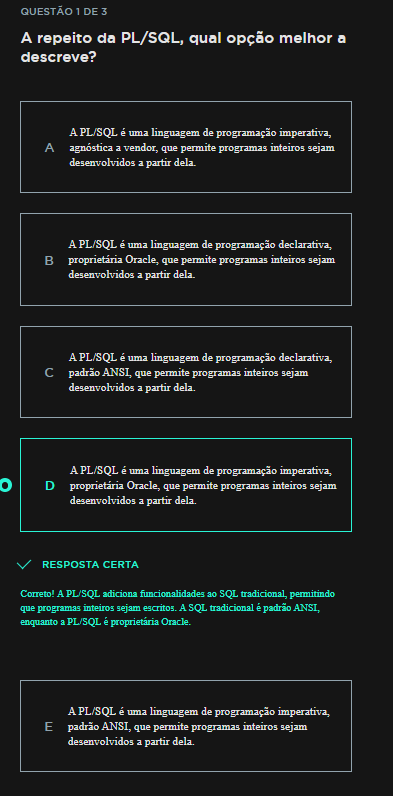 QUESTÃO 1 DE 3
A repeito da PL/SQL, qual opção melhor a
descreve?
A
A PL/SQL é uma linguagem de programação imperativa,
agnóstica a vendor, que permite programas inteiros sejam
desenvolvidos a partir dela.
B
A PL/SQL é uma linguagem de programação declarativa,
proprietária Oracle, que permite programas inteiros sejam
desenvolvidos a partir dela.
C
A PL/SQL é uma linguagem de programação declarativa,
padrão ANSI, que permite programas inteiros sejam
desenvolvidos a partir dela.
D
A PL/SQL é uma linguagem de programação imperativa,
proprietária Oracle, que permite programas inteiros sejam
desenvolvidos a partir dela.
RESPOSTA CERTA
Correto! A PL/SQL adiciona funcionalidades ao SQL tradicional, permitindo
que programas inteiros sejam escritos. A SQL tradicional é padrão ANSI,
enquanto a PL/SQL é proprietária Oracle.
E
A PL/SQL é uma linguagem de programação imperativa,
padrão ANSI, que permite programas inteiros sejam
desenvolvidos a partir dela.